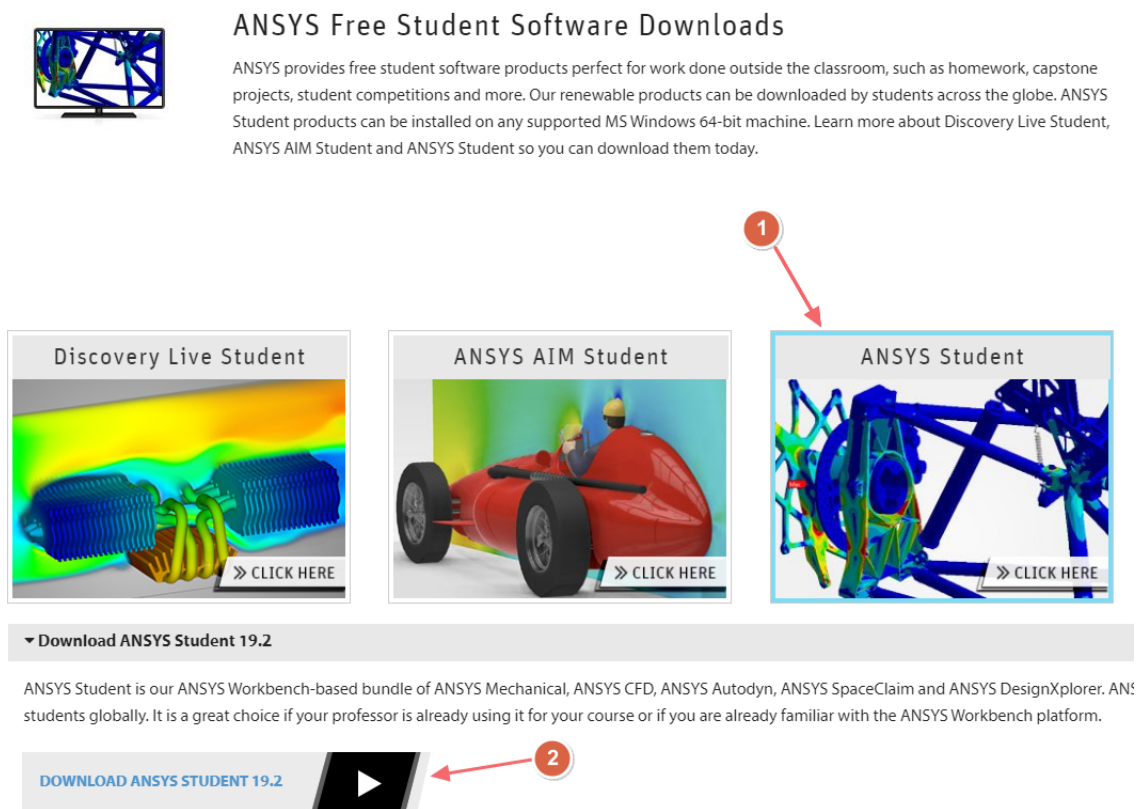 ANSYS Free Student Software Downloads
ANSYS provides free student software products perfect for work done outside the classroom, such as homework, capstone
projects, student competitions and more. Our renewable products can be downloaded by students across the globe. ANSYS
Student products can be installed on any supported MS Windows 64-bit machine. Learn more about Discovery Live Student,
ANSYS AIM Student and ANSYS Student so you can download them today.
1
Discovery Live Student
ANSYS AIM Student
ANSYS Student
CLICK HERE
CLICK HERE
CLICK HERE
Download ANSYS Student 19.2
ANSYS Student is our ANSYS Workbench-based bundle of ANSYS Mechanical, ANSYS CFD, ANSYS Autodyn, ANSYS SpaceClaim and ANSYS DesignXplorer. ANS
students globally. It is a great choice if your professor is already using it for your course or if you are already familiar with the ANSYS Workbench platform.
2
DOWNLOAD ANSYS STUDENT 19.2